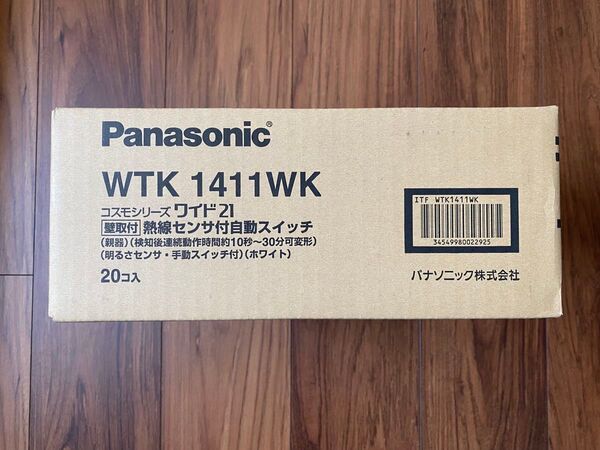 Panasonic®
WTK 1411WK
コスモシリーズ ワイド21
壁取付 熱線センサ付自動スイッチ
(親器)(検知後連続動作時間約10秒～30分可変形)
(明るさセンサ・手動スイッチ付)(ホワイト)
20コ入
ITF WTK1411WK
34549980022925
パナソニック株式会社